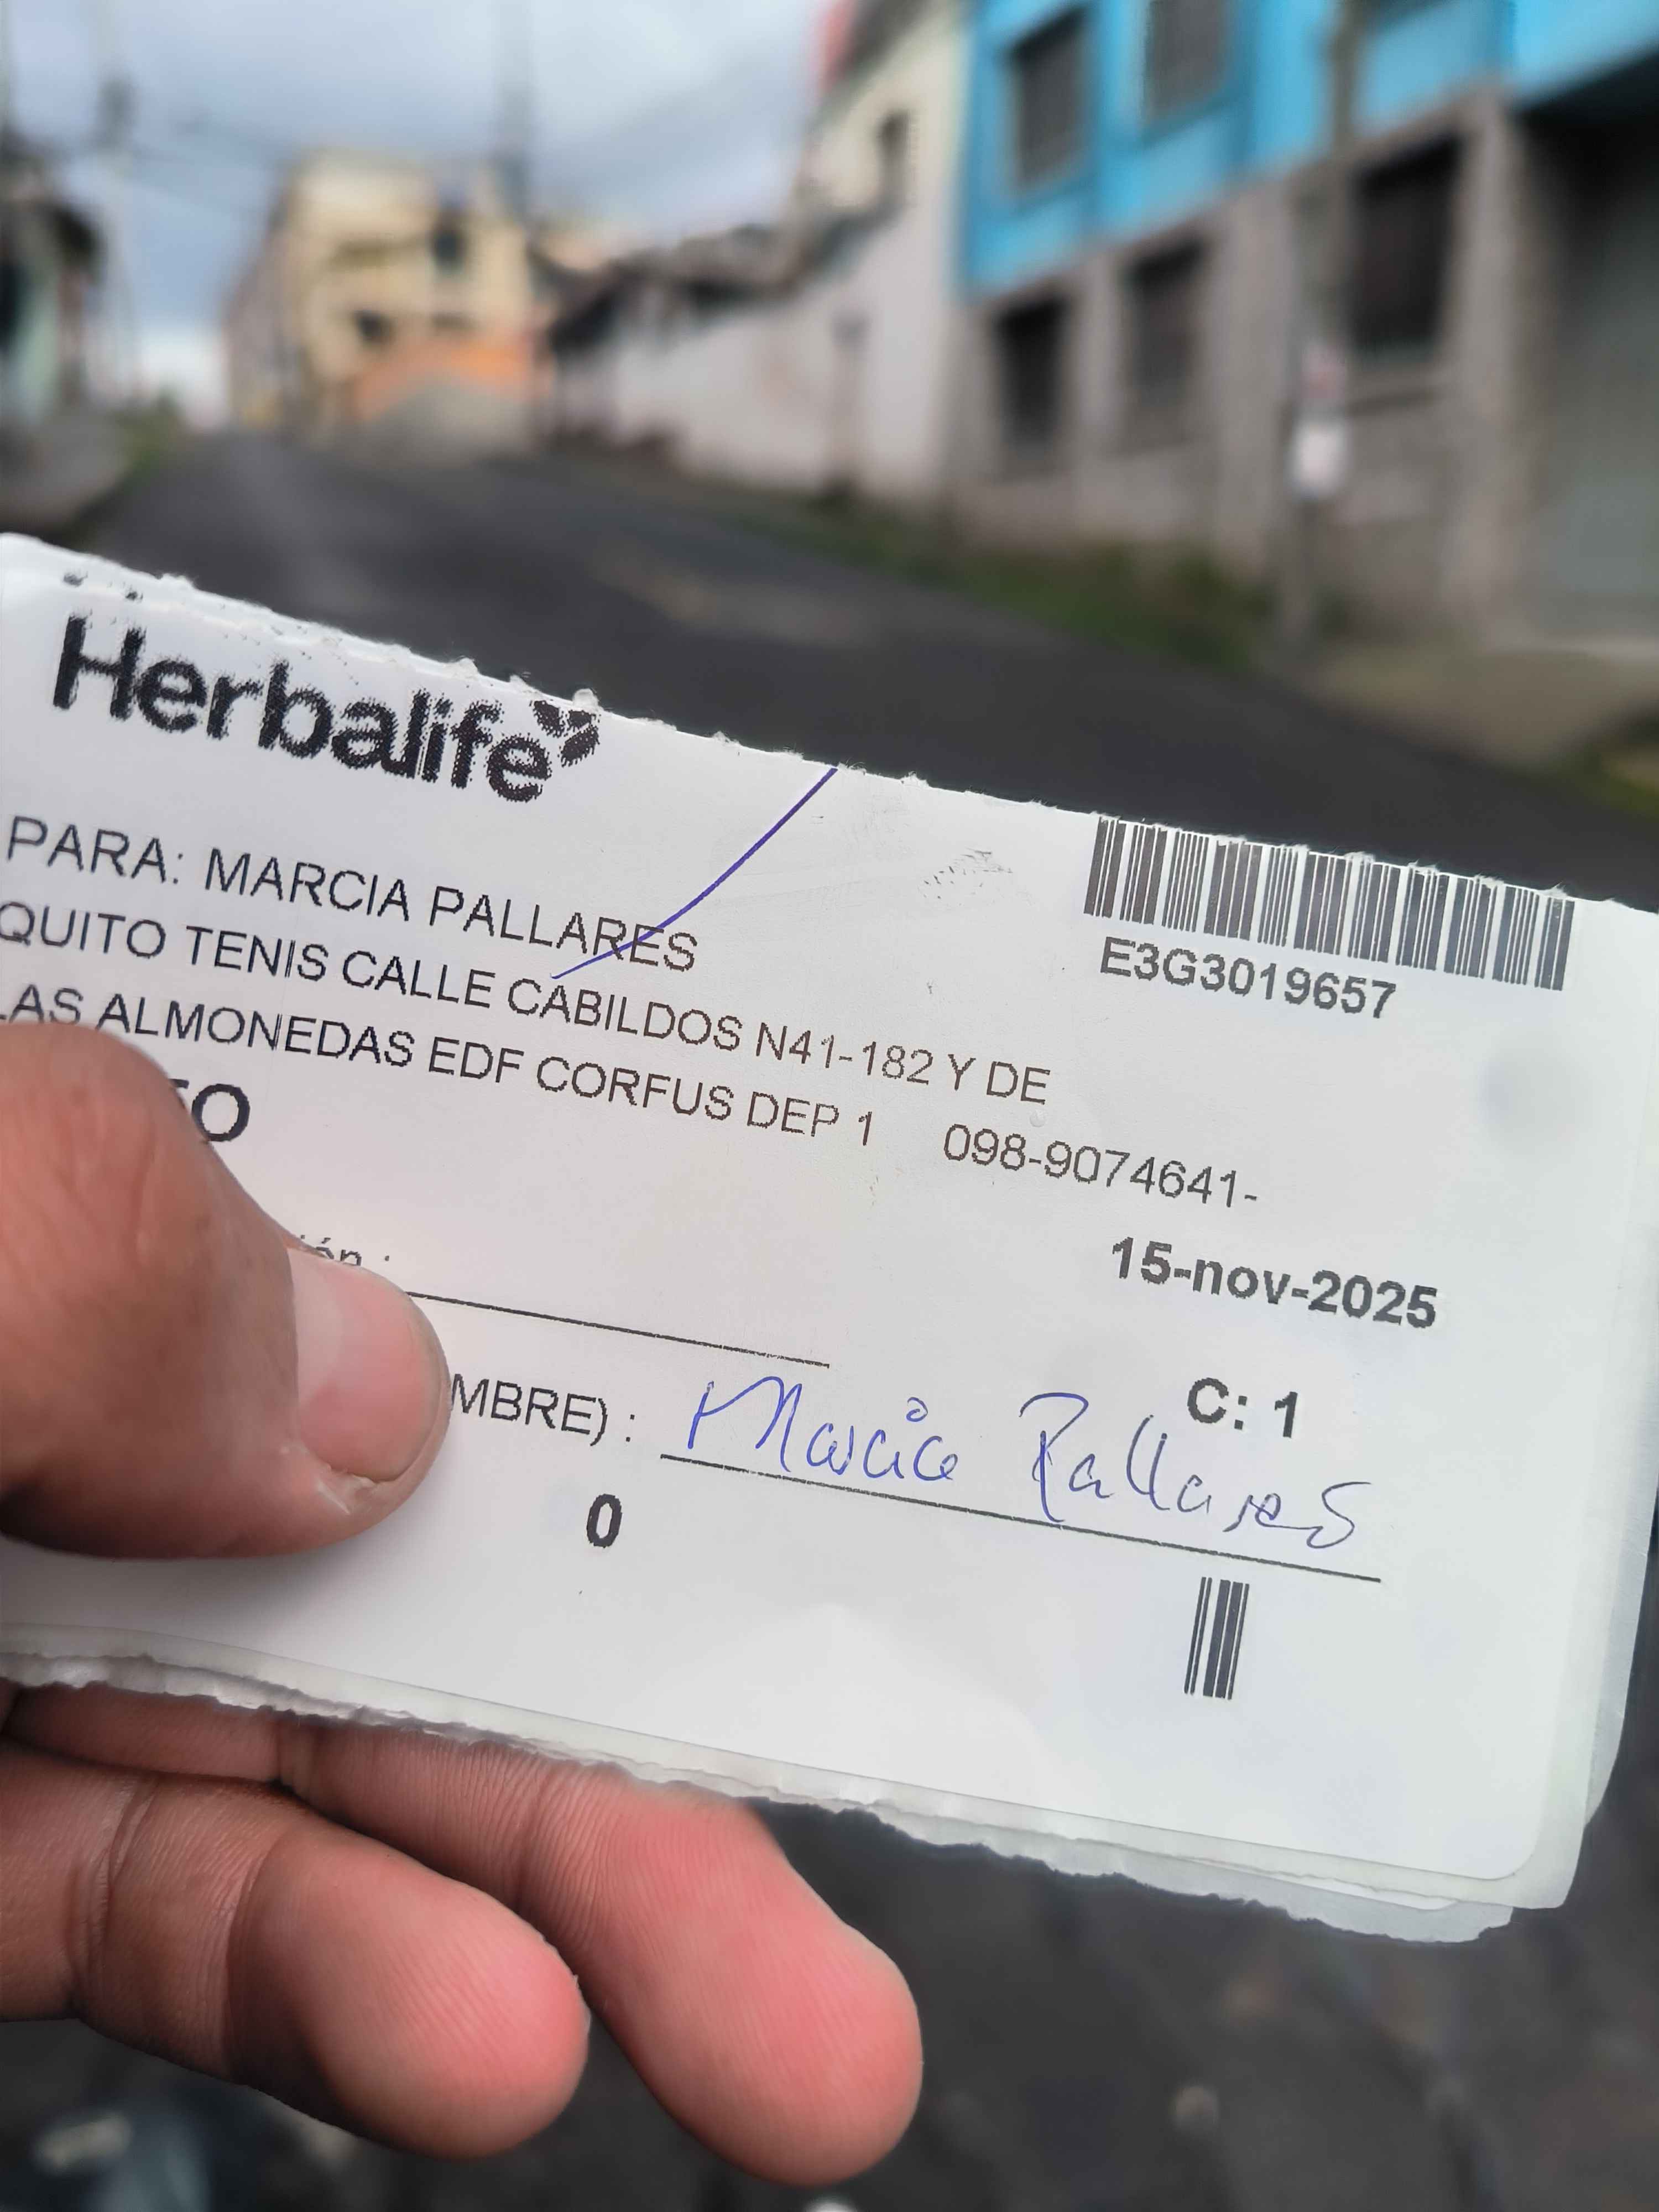 Herbalife
PARA: MARCIA PALLARES
E3G3019657
QUITO TENIS CALLE CABILDOS N41-182 Y DE
LAS ALMONEDAS EDF CORFUS DEP 1 098-9074641-
15-nov-2025
C: 1
MBRE) : Marcia Pallares
0